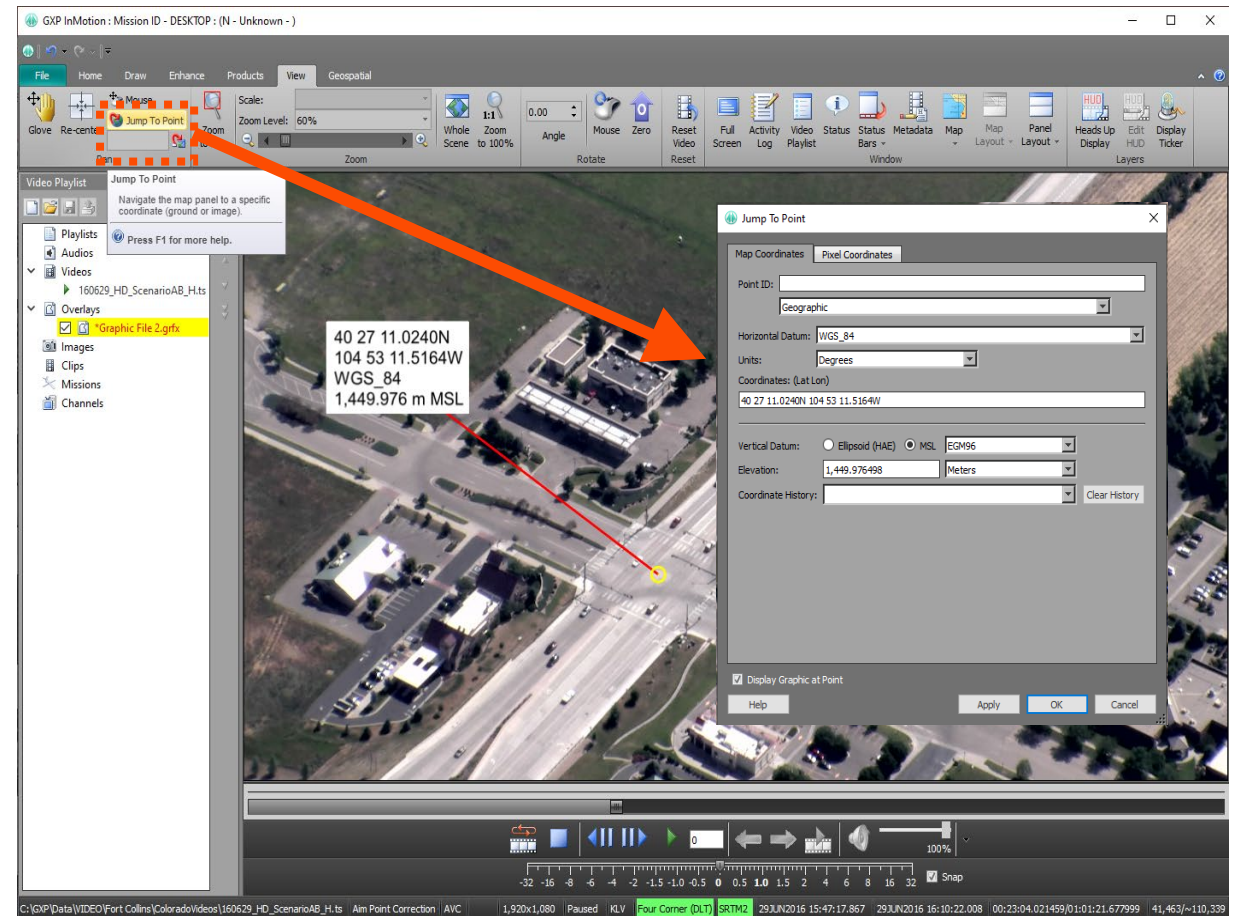 GXP InMotion : Mission ID - DESKTOP : (N - Unknown - )
File Home Draw Enhance Products View Geospatial
Glove
Re-cente
Mouse
Jump To Point
Pan
Zoom
to
Scale:
Zoom Level: 60%
Whole Scene
1:1
Zoom to 100%
Zoom
0.00
Angle
Mouse
Zero
Rotate
Reset Video
Reset
Full Screen
Activity Log
Video Playlist
Status
Status Bars
Metadata
Map
Map Layout
Panel Layout
Window
HUD
Heads Up Display
HUD
Edit HUD
Display Ticker
Layers
Video Playlist
Jump To Point
Navigate the map panel to a specific
coordinate (ground or image).
Press F1 for more help.
Playlists
Audios
Videos
160629_HD_ScenarioAB_H.ts
Overlays
*Graphic File 2.grfx
Images
Clips
Missions
Channels
40 27 11.0240N
104 53 11.5164W
WGS_84
1,449.976 m MSL
Jump To Point
Map Coordinates Pixel Coordinates
Point ID:
Geographic
Horizontal Datum: WGS_84
Units: Degrees
Coordinates: (Lat Lon)
40 27 11.0240N 104 53 11.5164W
Vertical Datum: Ellipsoid (HAE) MSL EGM96
Elevation: 1,449.976498 Meters
Coordinate History: Clear History
Display Graphic at Point
Help Apply OK Cancel
0
100%
-32 -16 -8 -6 -4 -2 -1.5 -1.0 -0.5 0 0.5 1.0 1.5 2 4 6 8 16 32 Snap
C:\GXP\Data\VIDEO\Fort Collins\ColoradoVideos\160629_HD_ScenarioAB_H.ts Aim Point Correction AVC 1,920x1,080 Paused KLV Four Corner (DLT) SRTM2 29JUN2016 15:47:17.867 29JUN2016 16:10:22.008 00:23:04.021459/01:01:21.677999 41,463/~110,339